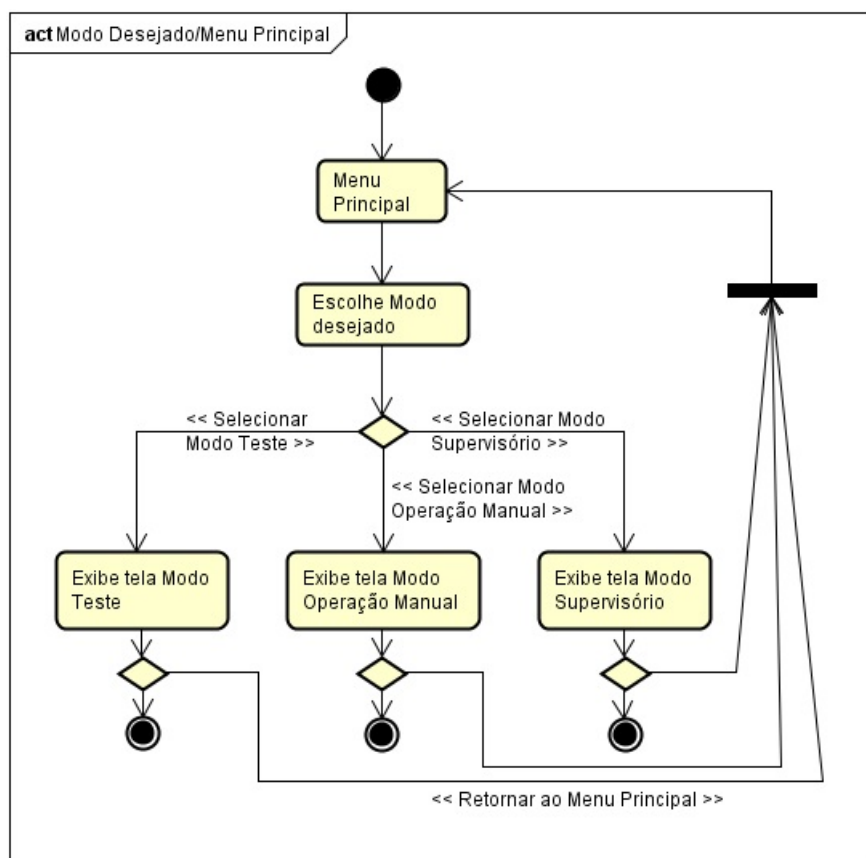 act Modo Desejado/Menu Principal
Menu
Principal
Escolhe Modo
desejado
<< Selecionar
Modo Teste >>
<< Selecionar Modo
Supervisório >>
<< Selecionar Modo
Operação Manual >>
Exibe tela Modo
Teste
Exibe tela Modo
Operação Manual
Exibe tela Modo
Supervisório
<< Retornar ao Menu Principal >>